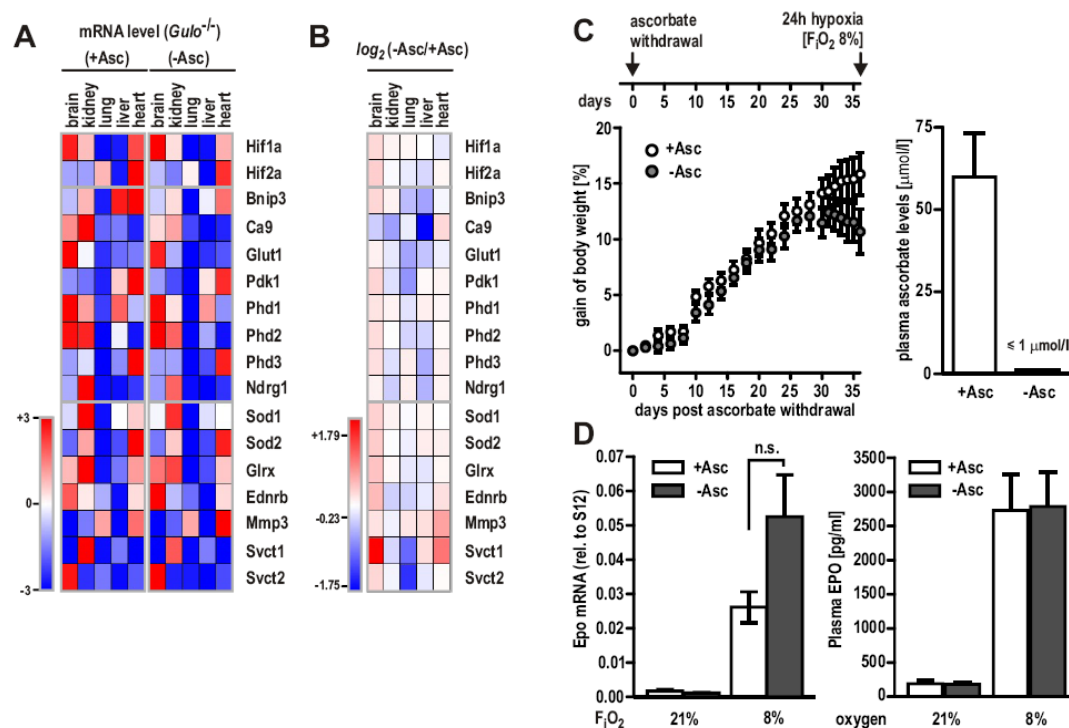 A
mRNA level (Gulo-/-)
(+Asc) (-Asc)
brain kidney lung liver heart brain kidney lung liver heart
Hif1a
Hif2a
Bnip3
Ca9
Glut1
Pdk1
Phd1
Phd2
Phd3
Ndrg1
Sod1
Sod2
Glrx
Ednrb
Mmp3
Svct1
Svct2
+3
0
-3
B
log2 (-Asc/+Asc)
brain kidney lung liver heart
Hif1a
Hif2a
Bnip3
Ca9
Glut1
Pdk1
Phd1
Phd2
Phd3
Ndrg1
Sod1
Sod2
Glrx
Ednrb
Mmp3
Svct1
Svct2
+1.79
-0.23
-1.75
C
ascorbate
withdrawal
24h hypoxia
[FiO2 8%]
days 0 5 10 15 20 25 30 35
gain of body weight [%]
20
15
10
5
0
+Asc
-Asc
0 5 10 15 20 25 30 35
days post ascorbate withdrawal
plasma ascorbate levels [µmol/l]
75
50
25
0
≤ 1 µmol/l
+Asc -Asc
D
Epo mRNA (rel. to S12)
0.07
0.06
0.05
0.04
0.03
0.02
0.01
0.00
+Asc
-Asc
n.s.
FiO2 21% 8%
Plasma EPO [pg/ml]
3500
3000
2500
2000
1500
1000
500
0
+Asc
-Asc
oxygen 21% 8%